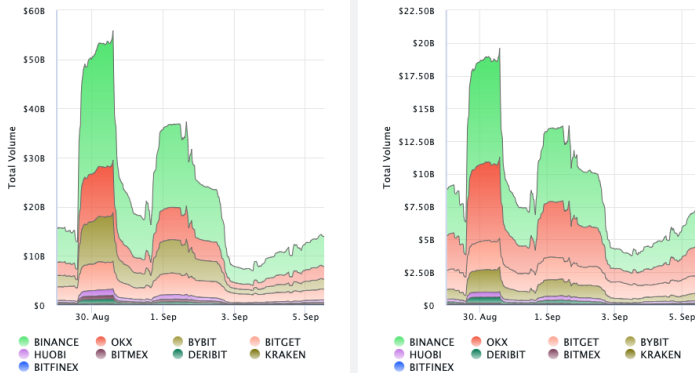 $60B
$50B
$40B
$30B
$20B
$10B
$0
Total Volume
30. Aug
1. Sep
3. Sep
5. Sep
BINANCE OKX BYBIT BITGET
HUOBI BITMEX DERIBIT KRAKEN
BITFINEX
$22.50B
$20B
$17.50B
$15B
$12.50B
$10B
$7.50B
$5B
$2.50B
$0
Total Volume
30. Aug
1. Sep
3. Sep
5. Sep
BINANCE OKX BITGET BYBIT
HUOBI DERIBIT BITMEX KRAKEN
BITFINEX